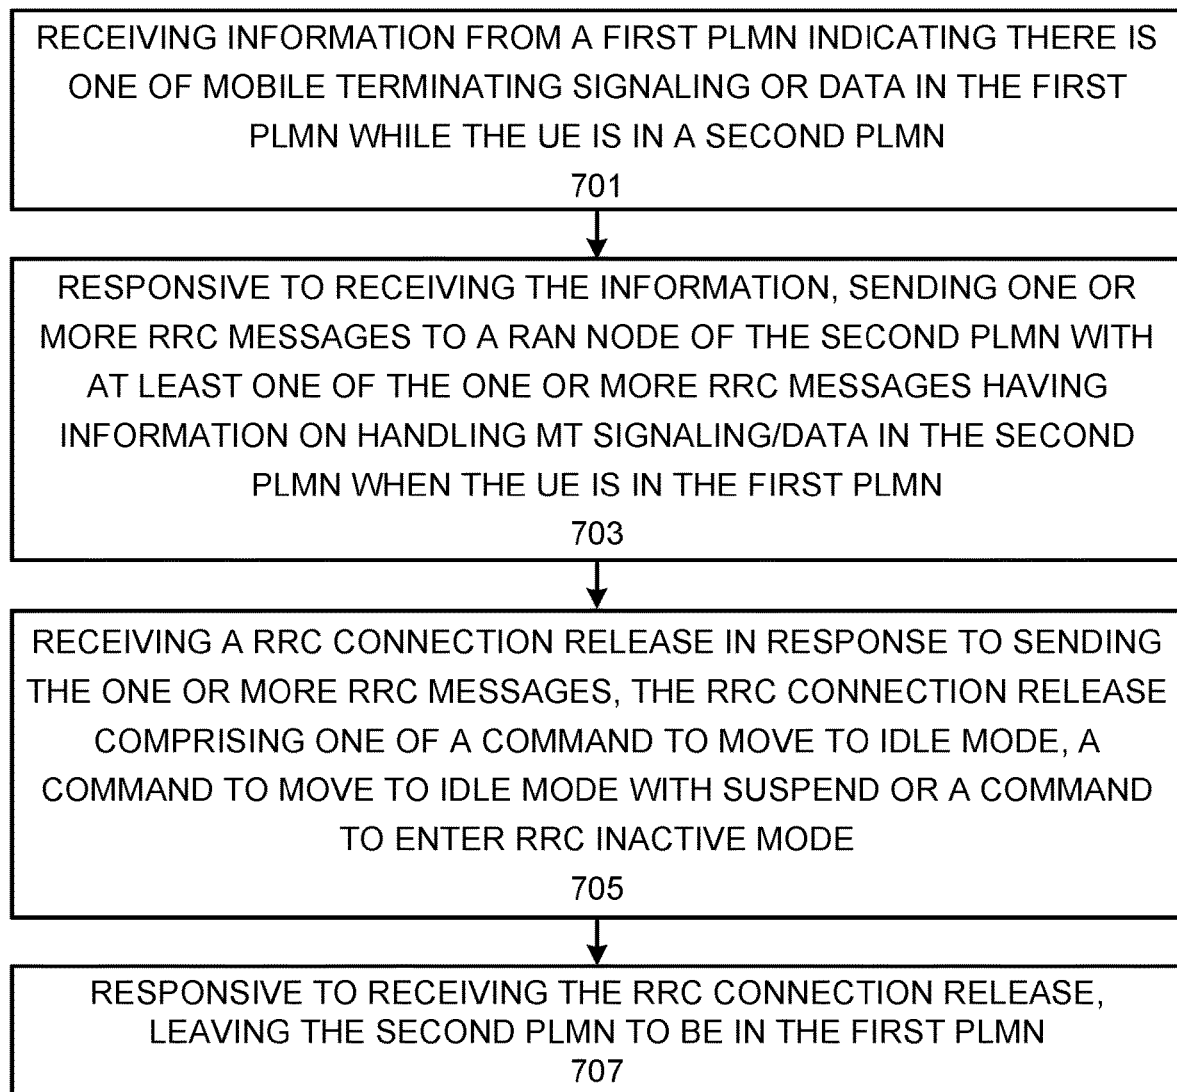 RECEIVING INFORMATION FROM A FIRST PLMN INDICATING THERE IS
ONE OF MOBILE TERMINATING SIGNALING OR DATA IN THE FIRST
PLMN WHILE THE UE IS IN A SECOND PLMN
701
RESPONSIVE TO RECEIVING THE INFORMATION, SENDING ONE OR
MORE RRC MESSAGES TO A RAN NODE OF THE SECOND PLMN WITH
AT LEAST ONE OF THE ONE OR MORE RRC MESSAGES HAVING
INFORMATION ON HANDLING MT SIGNALING/DATA IN THE SECOND
PLMN WHEN THE UE IS IN THE FIRST PLMN
703
RECEIVING A RRC CONNECTION RELEASE IN RESPONSE TO SENDING
THE ONE OR MORE RRC MESSAGES, THE RRC CONNECTION RELEASE
COMPRISING ONE OF A COMMAND TO MOVE TO IDLE MODE, A
COMMAND TO MOVE TO IDLE MODE WITH SUSPEND OR A COMMAND
TO ENTER RRC INACTIVE MODE
705
RESPONSIVE TO RECEIVING THE RRC CONNECTION RELEASE,
LEAVING THE SECOND PLMN TO BE IN THE FIRST PLMN
707